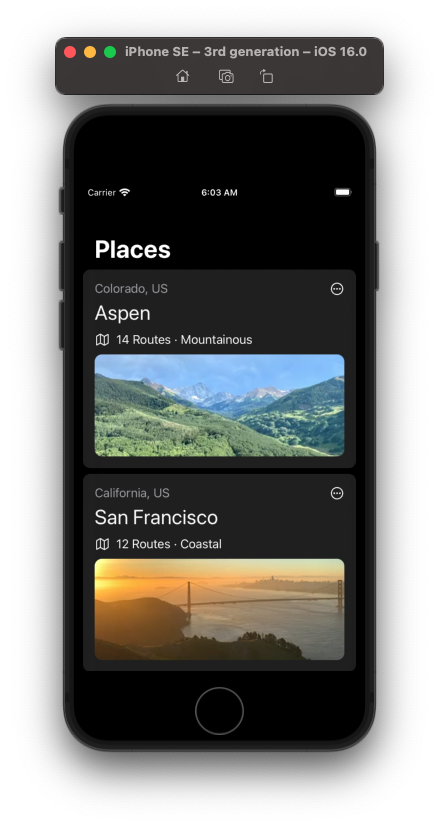 iPhone SE – 3rd generation – iOS 16.0
Carrier 6:03 AM
Places
Colorado, US
Aspen
14 Routes · Mountainous
California, US
San Francisco
12 Routes · Coastal